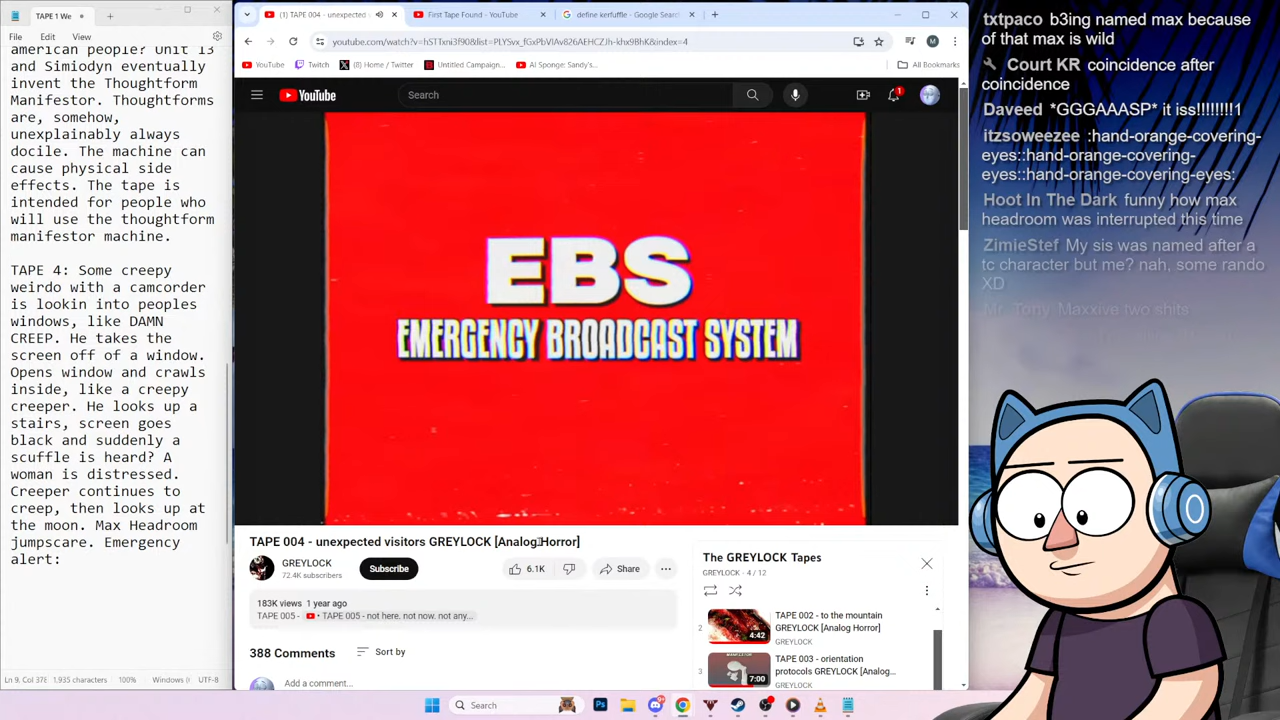 TAPE 1 We
File Edit View
american people? Unit 13
and Simiodyn eventually
invent the Thoughtform
Manifestor. Thoughtforms
are, somehow,
unexplainably always
docile. The machine can
cause physical side
effects. The tape is
intended for people who
will use the thoughtform
manifestor machine.
TAPE 4: Some creepy
weirdo with a camcorder
is lookin into peoples
windows, like DAMN
CREEP. He takes the
screen off of a window.
Opens window and crawls
inside, like a creepy
creeper. He looks up a
stairs, screen goes
black and suddenly a
scuffle is heard? A
woman is distressed.
Creeper continues to
creep, then looks up at
the moon. Max Headroom
jumpscare. Emergency
alert:
Ln 9, Col 378 1,935 characters 100% Windows ( UTF-8
(1) TAPE 004 - unexpected
First Tape Found - YouTube
define kerfuffle - Google Search
youtube.com/watch?v=hSTTxni3f90&list=PLYSvx_fGxPbVIAv826AEHCZJh-khx9BhK&index=4
YouTube Twitch (8) Home / Twitter Untitled Campaign... AI Sponge: Sandy's... All Bookmarks
YouTube
Search
1
EBS
EMERGENCY BROADCAST SYSTEM
TAPE 004 - unexpected visitors GREYLOCK [Analog Horror]
GREYLOCK
72.4K subscribers
Subscribe
6.1K
Share
183K views 1 year ago
TAPE 005 - • TAPE 005 - not here, not now, not any...
388 Comments Sort by
Add a comment...
The GREYLOCK Tapes
GREYLOCK - 4 / 12
2
4:42
TAPE 002 - to the mountain
GREYLOCK [Analog Horror]
GREYLOCK
3
MANIFESTOR
7:00
TAPE 003 - orientation
protocols GREYLOCK [Analog...
GREYLOCK
Search
txtpaco b3ing named max because
of that max is wild
Court KR coincidence after
coincidence
Daveed *GGGAAASP* it iss!!!!!!!!1
itzsoweezee :hand-orange-covering-
eyes::hand-orange-covering-
eyes::hand-orange-covering-eyes:
Hoot In The Dark funny how max
headroom was interrupted this time
ZimieStef My sis was named after a
tc character but me? nah, some rando
XD
Mr. Tony Maxxive two shits